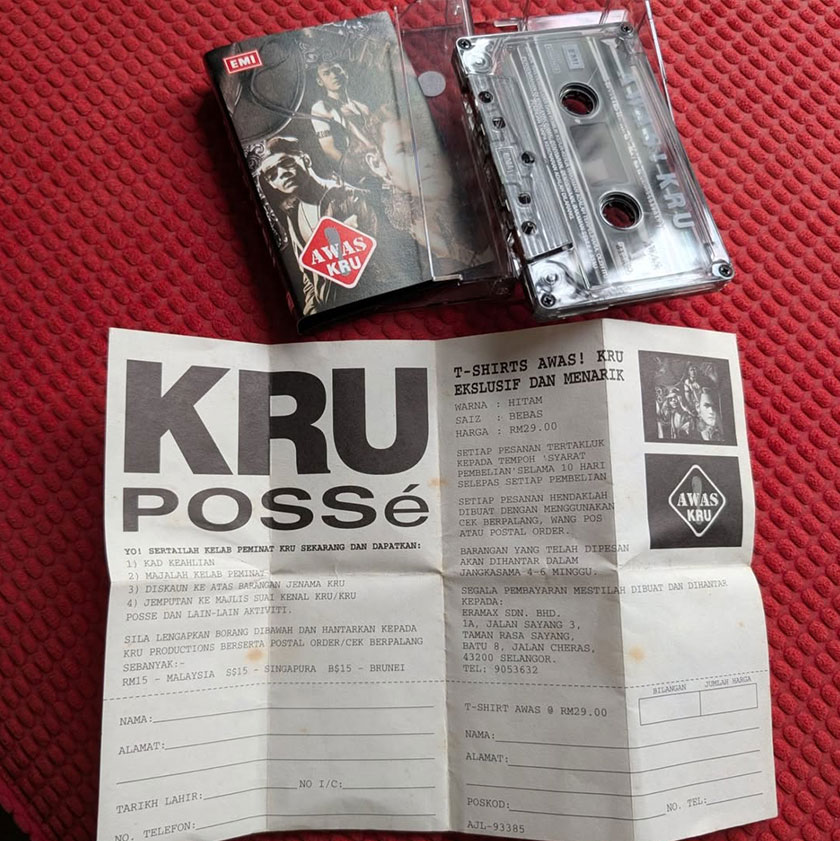 EMI
AWAS
KRU
EMI
AWAS! KRU
KRU
POSSé
YO! SERTAILAH KELAB PEMINAT KRU SEKARANG DAN DAPATKAN:
1) KAD KEAHLIAN
2) MAJALAH KELAB PEMINAT
3) DISKAUN KE ATAS BARANGAN JENAMA KRU
4) JEMPUTAN KE MAJLIS SUAI KENAL KRU/KRU
POSSE DAN LAIN-LAIN AKTIVITI.
SILA LENGKAPKAN BORANG DIBAWAH DAN HANTARKAN KEPADA
KRU PRODUCTIONS BERSERTA POSTAL ORDER/CEK BERPALANG
SEBANYAK:-
RM15 - MALAYSIA S$15 - SINGAPURA B$15 - BRUNEI
NAMA:
ALAMAT:
TARIKH LAHIR: NO I/C:
NO. TELEFON:
T-SHIRTS AWAS! KRU
EKSLUSIF DAN MENARIK
WARNA : HITAM
SAIZ : BEBAS
HARGA : RM29.00
SETIAP PESANAN TERTAKLUK
KEPADA TEMPOH 'SYARAT
PEMBELIAN'SELAMA 10 HARI
SELEPAS SETIAP PEMBELIAN
SETIAP PESANAN HENDAKLAH
DIBUAT DENGAN MENGGUNAKAN
CEK BERPALANG, WANG POS
ATAU POSTAL ORDER.
BARANGAN YANG TELAH DIPESAN
AKAN DIHANTAR DALAM
JANGKASAMA 4-6 MINGGU.
SEGALA PEMBAYARAN MESTILAH DIBUAT DAN DIHANTAR
KEPADA:
ERAMAX SDN. BHD.
1A, JALAN SAYANG 3,
TAMAN RASA SAYANG,
BATU 8, JALAN CHERAS,
43200 SELANGOR.
TEL: 9053632
AWAS
KRU
BILANGAN JUMLAH HARGA
T-SHIRT AWAS @ RM29.00
NAMA:
ALAMAT:
POSKOD: NO. TEL:
AJL-93385